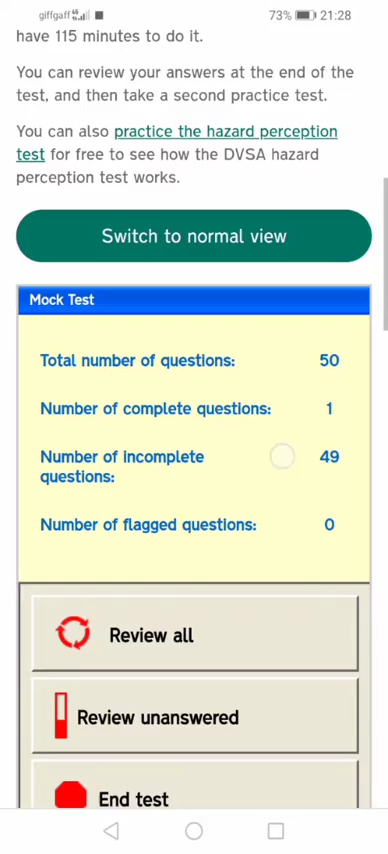 giffgaff 73% 21:28
have 115 minutes to do it.
You can review your answers at the end of the
test, and then take a second practice test.
You can also practice the hazard perception
test for free to see how the DVSA hazard
perception test works.
Switch to normal view
Mock Test
Total number of questions: 50
Number of complete questions: 1
Number of incomplete 49
questions:
Number of flagged questions: 0
Review all
Review unanswered
End test